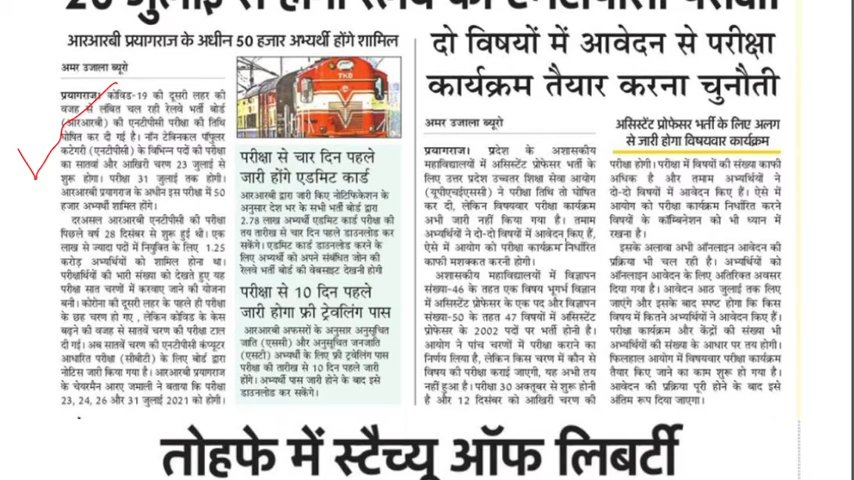 आरआरबी प्रयागराज के अधीन 50 हजार अभ्यर्थी होंगे शामिल
अमर उजाला ब्यूरो
प्रयागराज। कोविड-19 की दूसरी लहर की
वजह से लंबित चल रही रेलवे भर्ती बोर्ड
(आरआरबी) की एनटीपीसी परीक्षा की तिथि
घोषित कर दी गई है। नॉन टेक्निकल पॉपूलर
कटेगरी (एनटीपीसी) के विभिन्न पदों की परीक्षा
का सातवां और आखिरी चरण 23 जुलाई से
शुरू होगा। परीक्षा 31 जुलाई तक होगी।
आरआरबी प्रयागराज के अधीन इस परीक्षा में 50
हजार अभ्यर्थी शामिल होंगे।
दरअसल आरआरबी एनटीपीसी की परीक्षा
पिछले वर्ष 28 दिसंबर से शुरू हुई थी। एक
लाख से ज्यादा पदों में नियुक्ति के लिए 1.25
करोड़ अभ्यर्थियों को शामिल होना था।
परीक्षार्थियों की भारी संख्या को देखते हुए यह
परीक्षा सात चरणों में करवाए जाने की योजना
बनी। कोरोना की दूसरी लहर के पहले ही परीक्षा
के छह चरण हो गए, लेकिन कोविड के केस
बढ़ने की वजह से सातवें चरण की परीक्षा टाल
दी गई। अब सातवें चरण की एनटीपीसी कंप्यूटर
आधारित परीक्षा (सीबीटी) के लिए बोर्ड द्वारा
नोटिस जारी किया गया है। आरआरबी प्रयागराज
के चेयरमैन आरए जमाली ने बताया कि परीक्षा
23, 24, 26 और 31 जुलाई 2021 को होगी।
परीक्षा से चार दिन पहले
जारी होंगे एडमिट कार्ड
आरआरबी द्वारा जारी किए नोटिफिकेशन के
अनुसार देश भर के सभी भर्ती बोर्ड द्वारा
2.78 लाख अभ्यर्थी एडमिट कार्ड परीक्षा की
तय तारीख से चार दिन पहले डाउनलोड कर
सकेंगे। एडमिट कार्ड डाउनलोड करने के
लिए अभ्यर्थी को अपने संबंधित जोन की
रेलवे भर्ती बोर्ड की वेबसाइट देखनी होगी
परीक्षा से 10 दिन पहले
जारी होगा फ्री ट्रेवलिंग पास
आरआरबी अफसरों के अनुसार अनुसूचित
जाति (एससी) और अनुसूचित जनजाति
(एसटी) अभ्यर्थी के लिए फ्री ट्रेवलिंग पास
परीक्षा की तारीख से 10 दिन पहले जारी
होंगे। अभ्यर्थी पास जारी होने के बाद इसे
डाउनलोड कर सकेंगे।
दो विषयों में आवेदन से परीक्षा
कार्यक्रम तैयार करना चुनौती
अमर उजाला ब्यूरो
प्रयागराज। प्रदेश के अशासकीय
महाविद्यालयों में असिस्टेंट प्रोफेसर भर्ती के
लिए उत्तर प्रदेश उच्चतर शिक्षा सेवा आयोग
(यूपीएचईएससी) ने परीक्षा तिथि तो घोषित
कर दी, लेकिन विषयवार परीक्षा कार्यक्रम
अभी जारी नहीं किया गया है। तमाम
अभ्यर्थियों ने दो-दो विषयों में आवेदन किए हैं,
ऐसे में आयोग को परीक्षा कार्यक्रम निर्धारित
काफी मशक्कत करनी होगी।
अशासकीय महाविद्यालयों में विज्ञापन
संख्या-46 के तहत एक विषय भूगर्भ विज्ञान
में असिस्टेंट प्रोफेसर के एक पद और विज्ञापन
संख्या-50 के तहत 47 विषयों में असिस्टेंट
प्रोफेसर के 2002 पदों पर भर्ती होनी है।
आयोग ने पांच चरणों में परीक्षा कराने का
निर्णय लिया है, लेकिन किस चरण में कौन से
विषय की परीक्षा कराई जाएगी, यह अभी तय
नहीं हुआ है। परीक्षा 30 अक्तूबर से शुरू होनी
है और 12 दिसंबर को आखिरी चरण की
असिस्टेंट प्रोफेसर भर्ती के लिए अलग
से जारी होगा विषयवार कार्यक्रम
परीक्षा होगी। परीक्षा में विषयों की संख्या काफी
अधिक है और तमाम अभ्यर्थियों ने
दो-दो विषयों में आवेदन किए हैं। ऐसे में
आयोग को परीक्षा कार्यक्रम निर्धारित करने
विषयों के कॉम्बिनेशन को भी ध्यान में
रखना है।
इसके अलावा अभी ऑनलाइन आवेदन की
प्रक्रिया भी चल रही है। अभ्यर्थियों को
ऑनलाइन आवेदन के लिए अतिरिक्त अवसर
दिया गया है। आवेदन आठ जुलाई तक लिए
जाएंगे और इसके बाद स्पष्ट होगा कि किस
विषय में कितने अभ्यर्थियों ने आवेदन किए हैं।
परीक्षा कार्यक्रम और केंद्रों की संख्या भी
अभ्यर्थियों की संख्या के आधार पर तय होगी।
फिलहाल आयोग में विषयवार परीक्षा कार्यक्रम
तैयार किए जाने का काम शुरू हो गया है।
आवेदन की प्रक्रिया पूरी होने के बाद इसे
अंतिम रूप दिया जाएगा।
तोहफे में स्टैच्यू ऑफ लिबर्टी